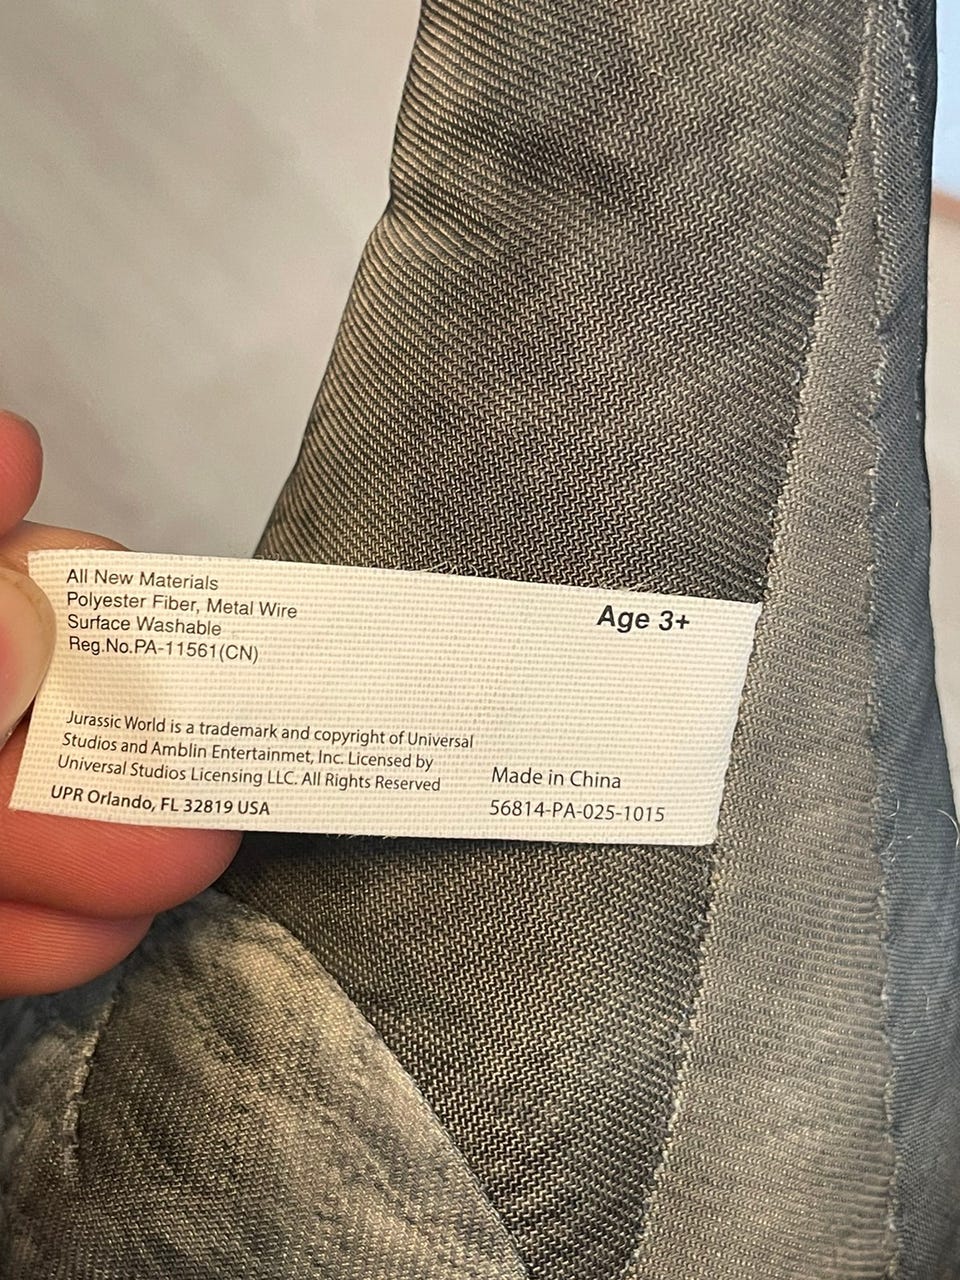 All New Materials
Polyester Fiber, Metal Wire
Surface Washable
Reg.No.PA-11561(CN)
Age 3+
Jurassic World is a trademark and copyright of Universal
Studios and Amblin Entertainmet, Inc. Licensed by
Universal Studios Licensing LLC. All Rights Reserved
UPR Orlando, FL 32819 USA
Made in China
56814-PA-025-1015